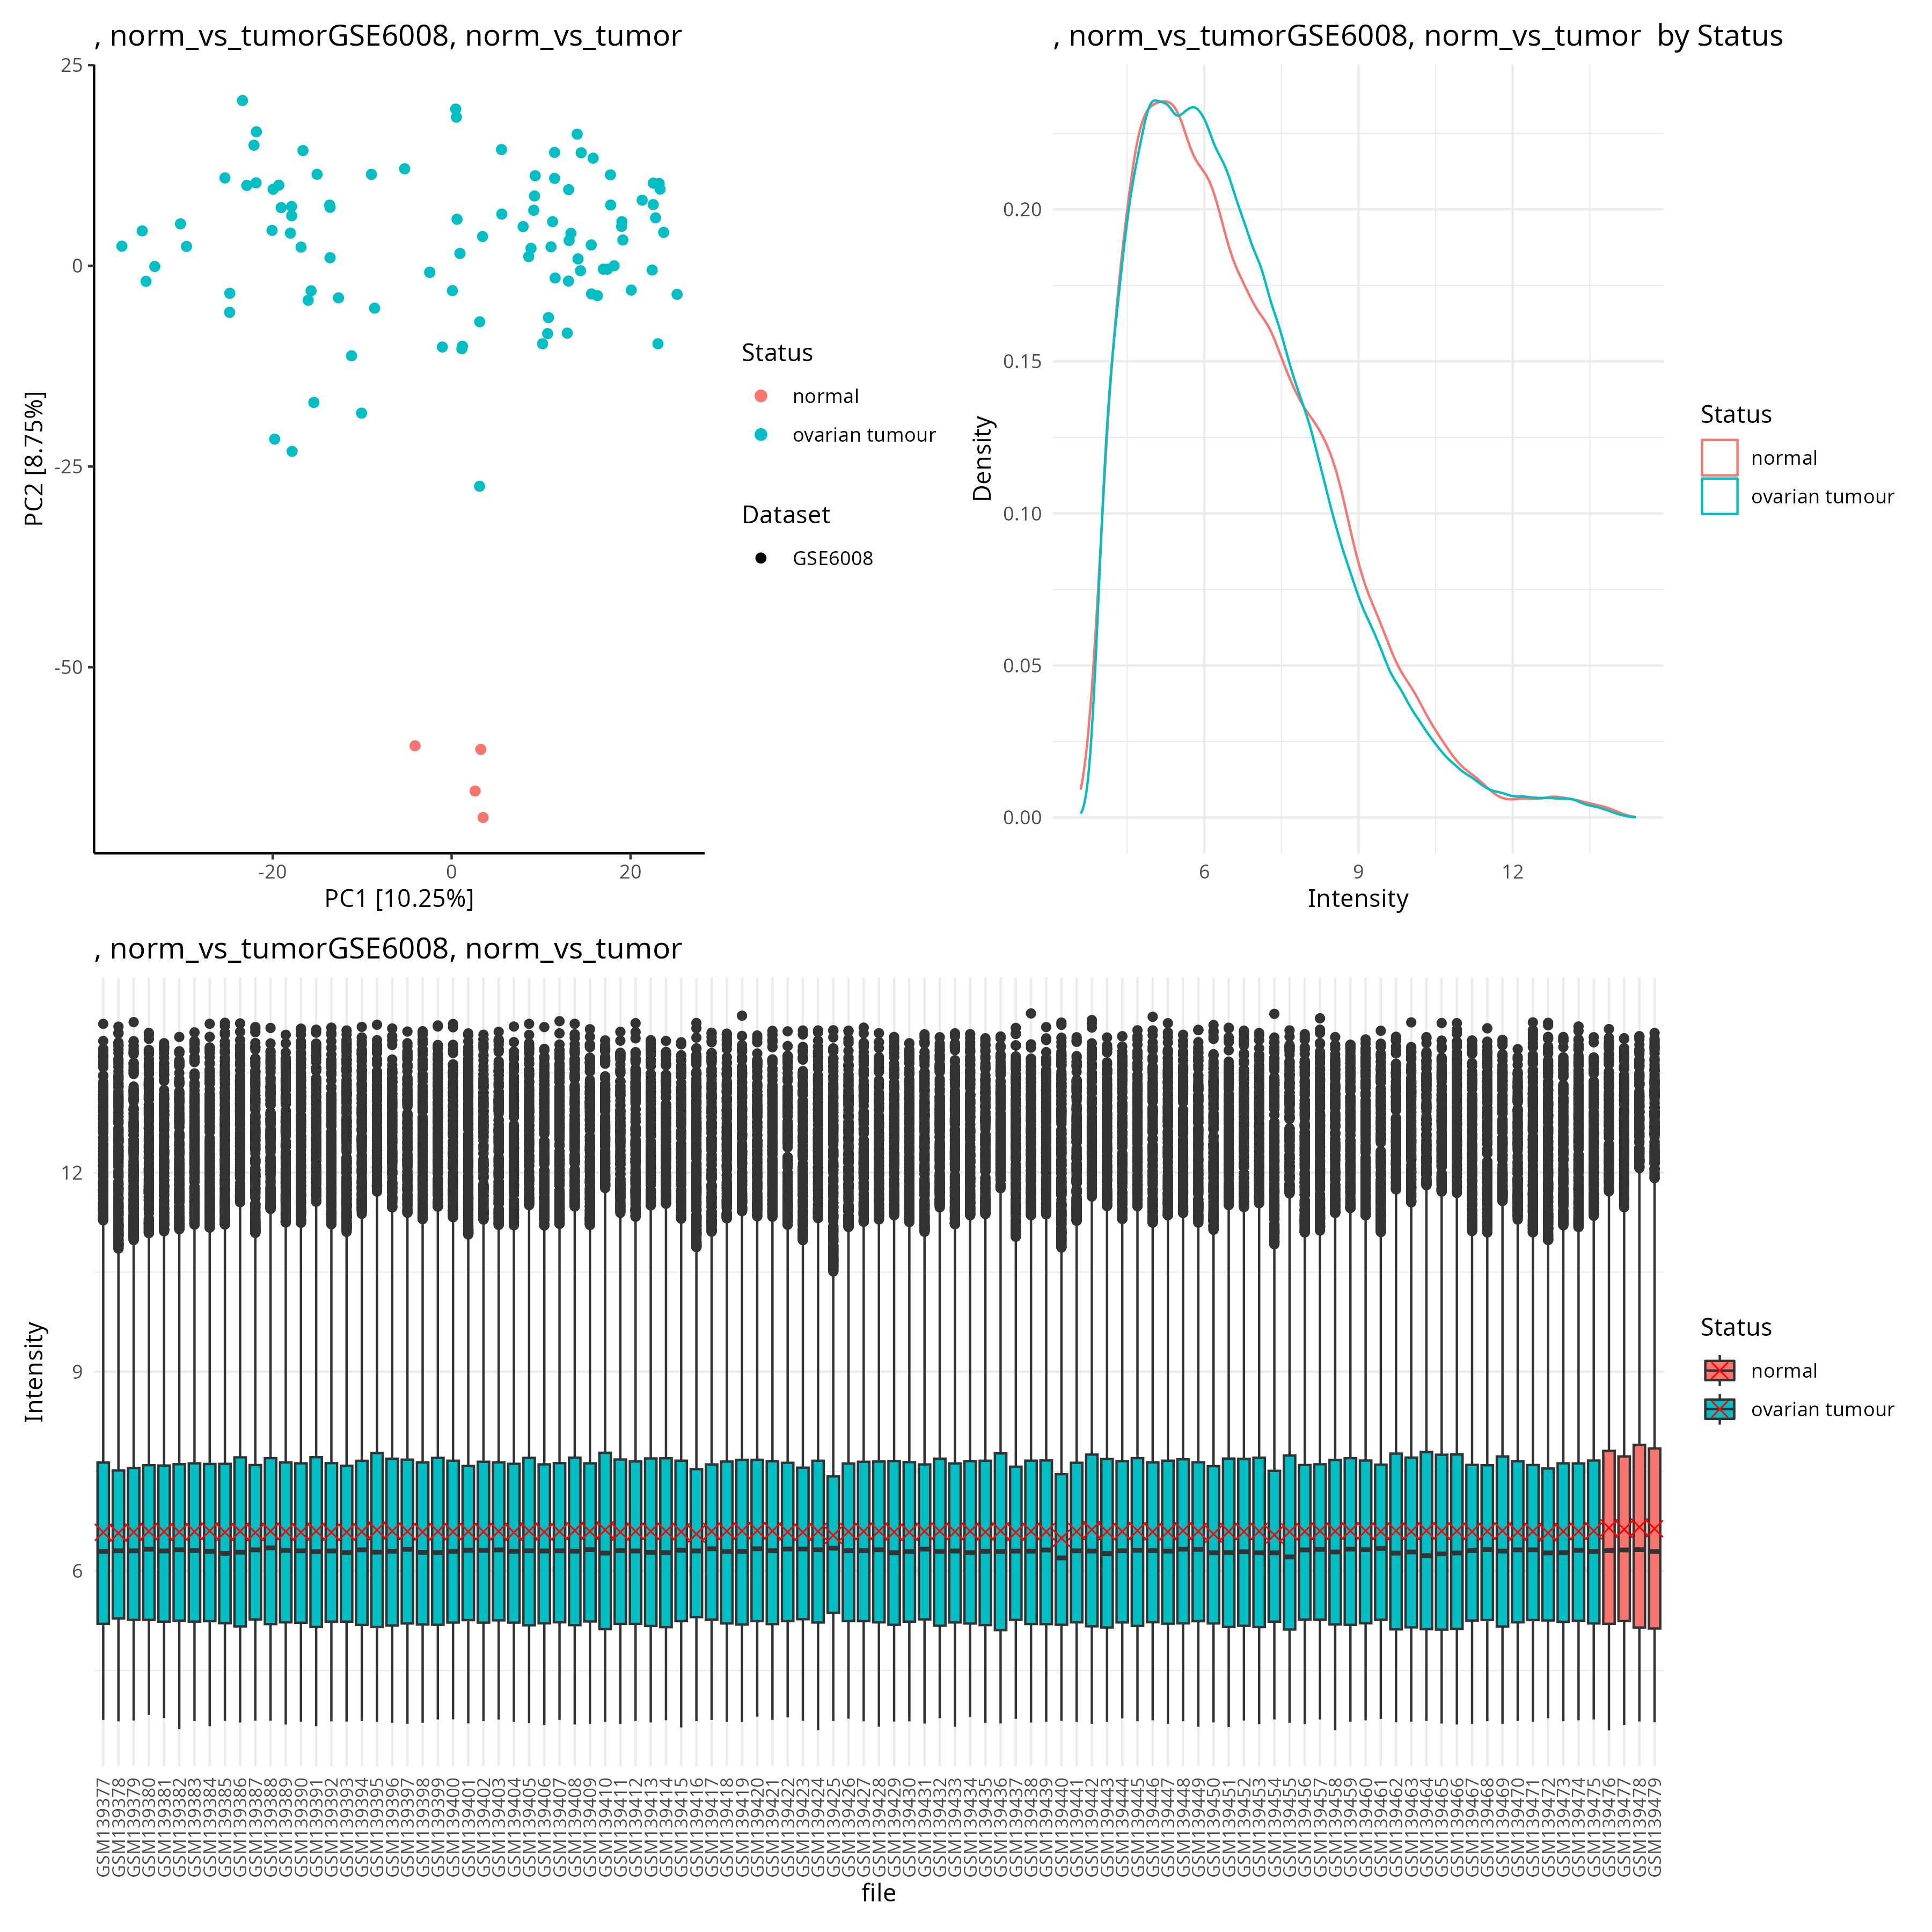 , norm_vs_tumorGSE6008, norm_vs_tumor
25
0
-25
-50
PC2 [8.75%]
-20
0
20
PC1 [10.25%]
Status
normal
ovarian tumour
Dataset
GSE6008
, norm_vs_tumorGSE6008, norm_vs_tumor  by Status
0.20
0.15
0.10
0.05
0.00
Density
6
9
12
Intensity
Status
normal
ovarian tumour
, norm_vs_tumorGSE6008, norm_vs_tumor
12
9
6
Intensity
GSM139377
GSM139378
GSM139379
GSM139380
GSM139381
GSM139382
GSM139383
GSM139384
GSM139385
GSM139386
GSM139387
GSM139388
GSM139389
GSM139390
GSM139391
GSM139392
GSM139393
GSM139394
GSM139395
GSM139396
GSM139397
GSM139398
GSM139399
GSM139400
GSM139401
GSM139402
GSM139403
GSM139404
GSM139405
GSM139406
GSM139407
GSM139408
GSM139409
GSM139410
GSM139411
GSM139412
GSM139413
GSM139414
GSM139415
GSM139416
GSM139417
GSM139418
GSM139419
GSM139420
GSM139421
GSM139422
GSM139423
GSM139424
GSM139425
GSM139426
GSM139427
GSM139428
GSM139429
GSM139430
GSM139431
GSM139432
GSM139433
GSM139434
GSM139435
GSM139436
GSM139437
GSM139438
GSM139439
GSM139440
GSM139441
GSM139442
GSM139443
GSM139444
GSM139445
GSM139446
GSM139447
GSM139448
GSM139449
GSM139450
GSM139451
GSM139452
GSM139453
GSM139454
GSM139455
GSM139456
GSM139457
GSM139458
GSM139459
GSM139460
GSM139461
GSM139462
GSM139463
GSM139464
GSM139465
GSM139466
GSM139467
GSM139468
GSM139469
GSM139470
GSM139471
GSM139472
GSM139473
GSM139474
GSM139475
GSM139476
GSM139477
GSM139478
GSM139479
file
Status
normal
ovarian tumour